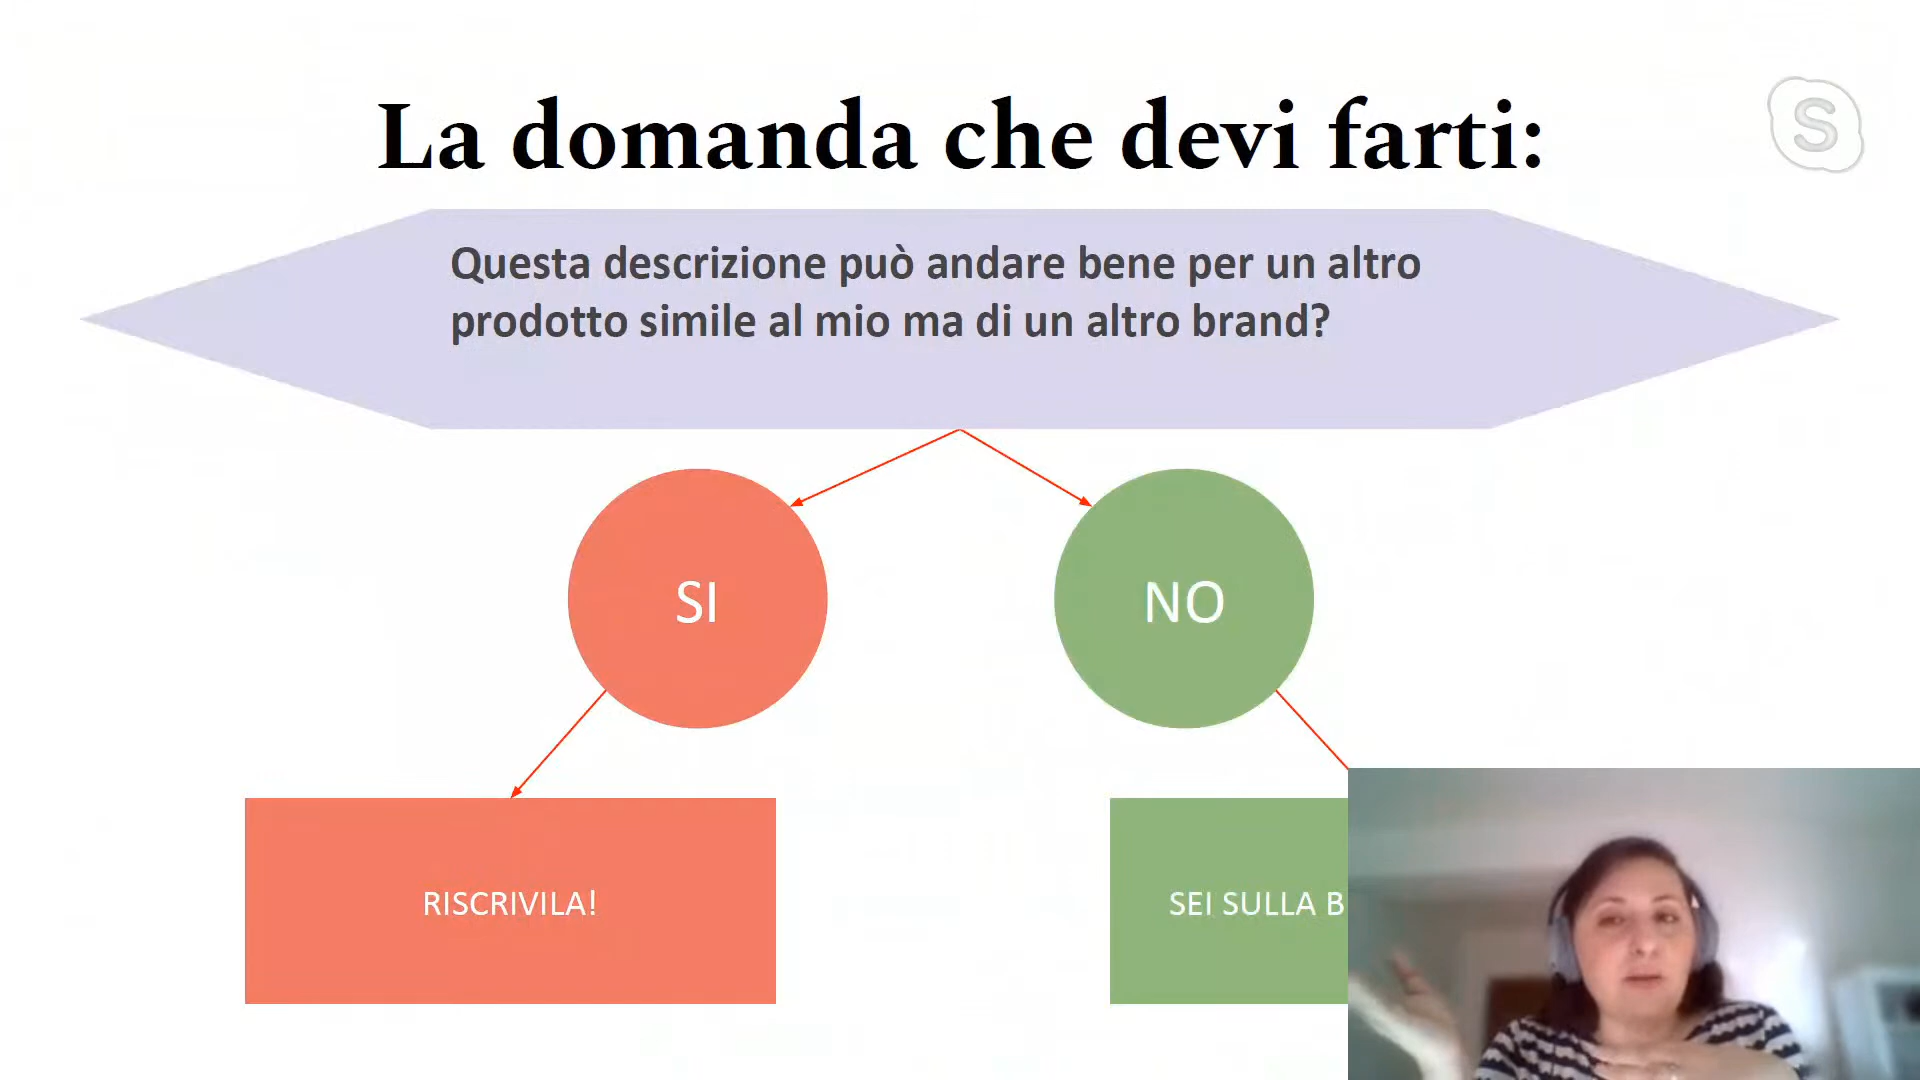 La domanda che devi farti:
S
Questa descrizione può andare bene per un altro
prodotto simile al mio ma di un altro brand?
SI
NO
RISCRIVILA!
SEI SULLA B